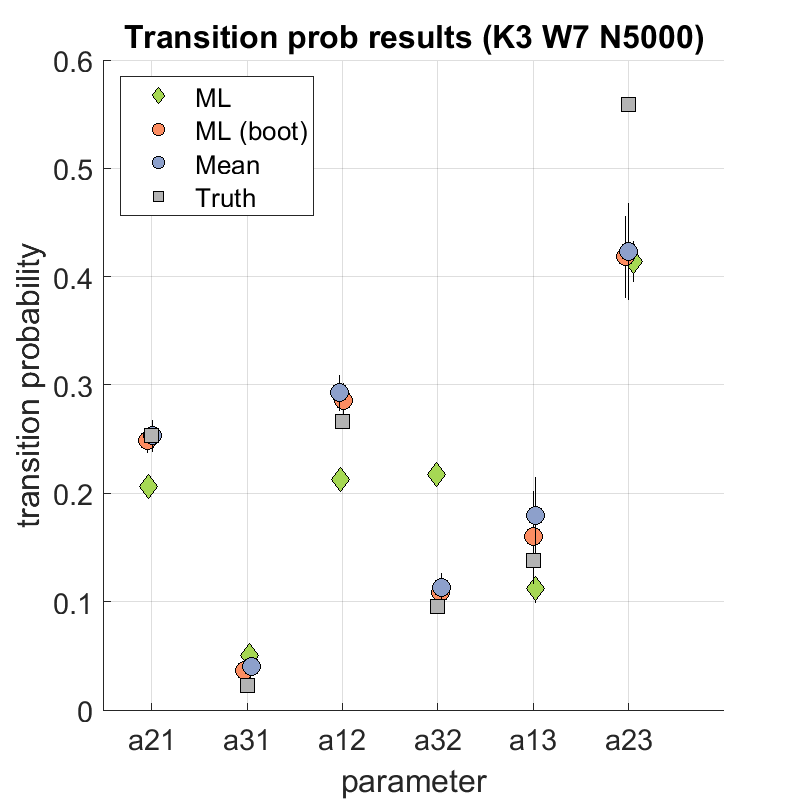 Transition prob results (K3 W7 N5000)
0.6
0.5
0.4
0.3
0.2
0.1
0
transition probability
ML
ML (boot)
Mean
Truth
a21 a31 a12 a32 a13 a23
parameter